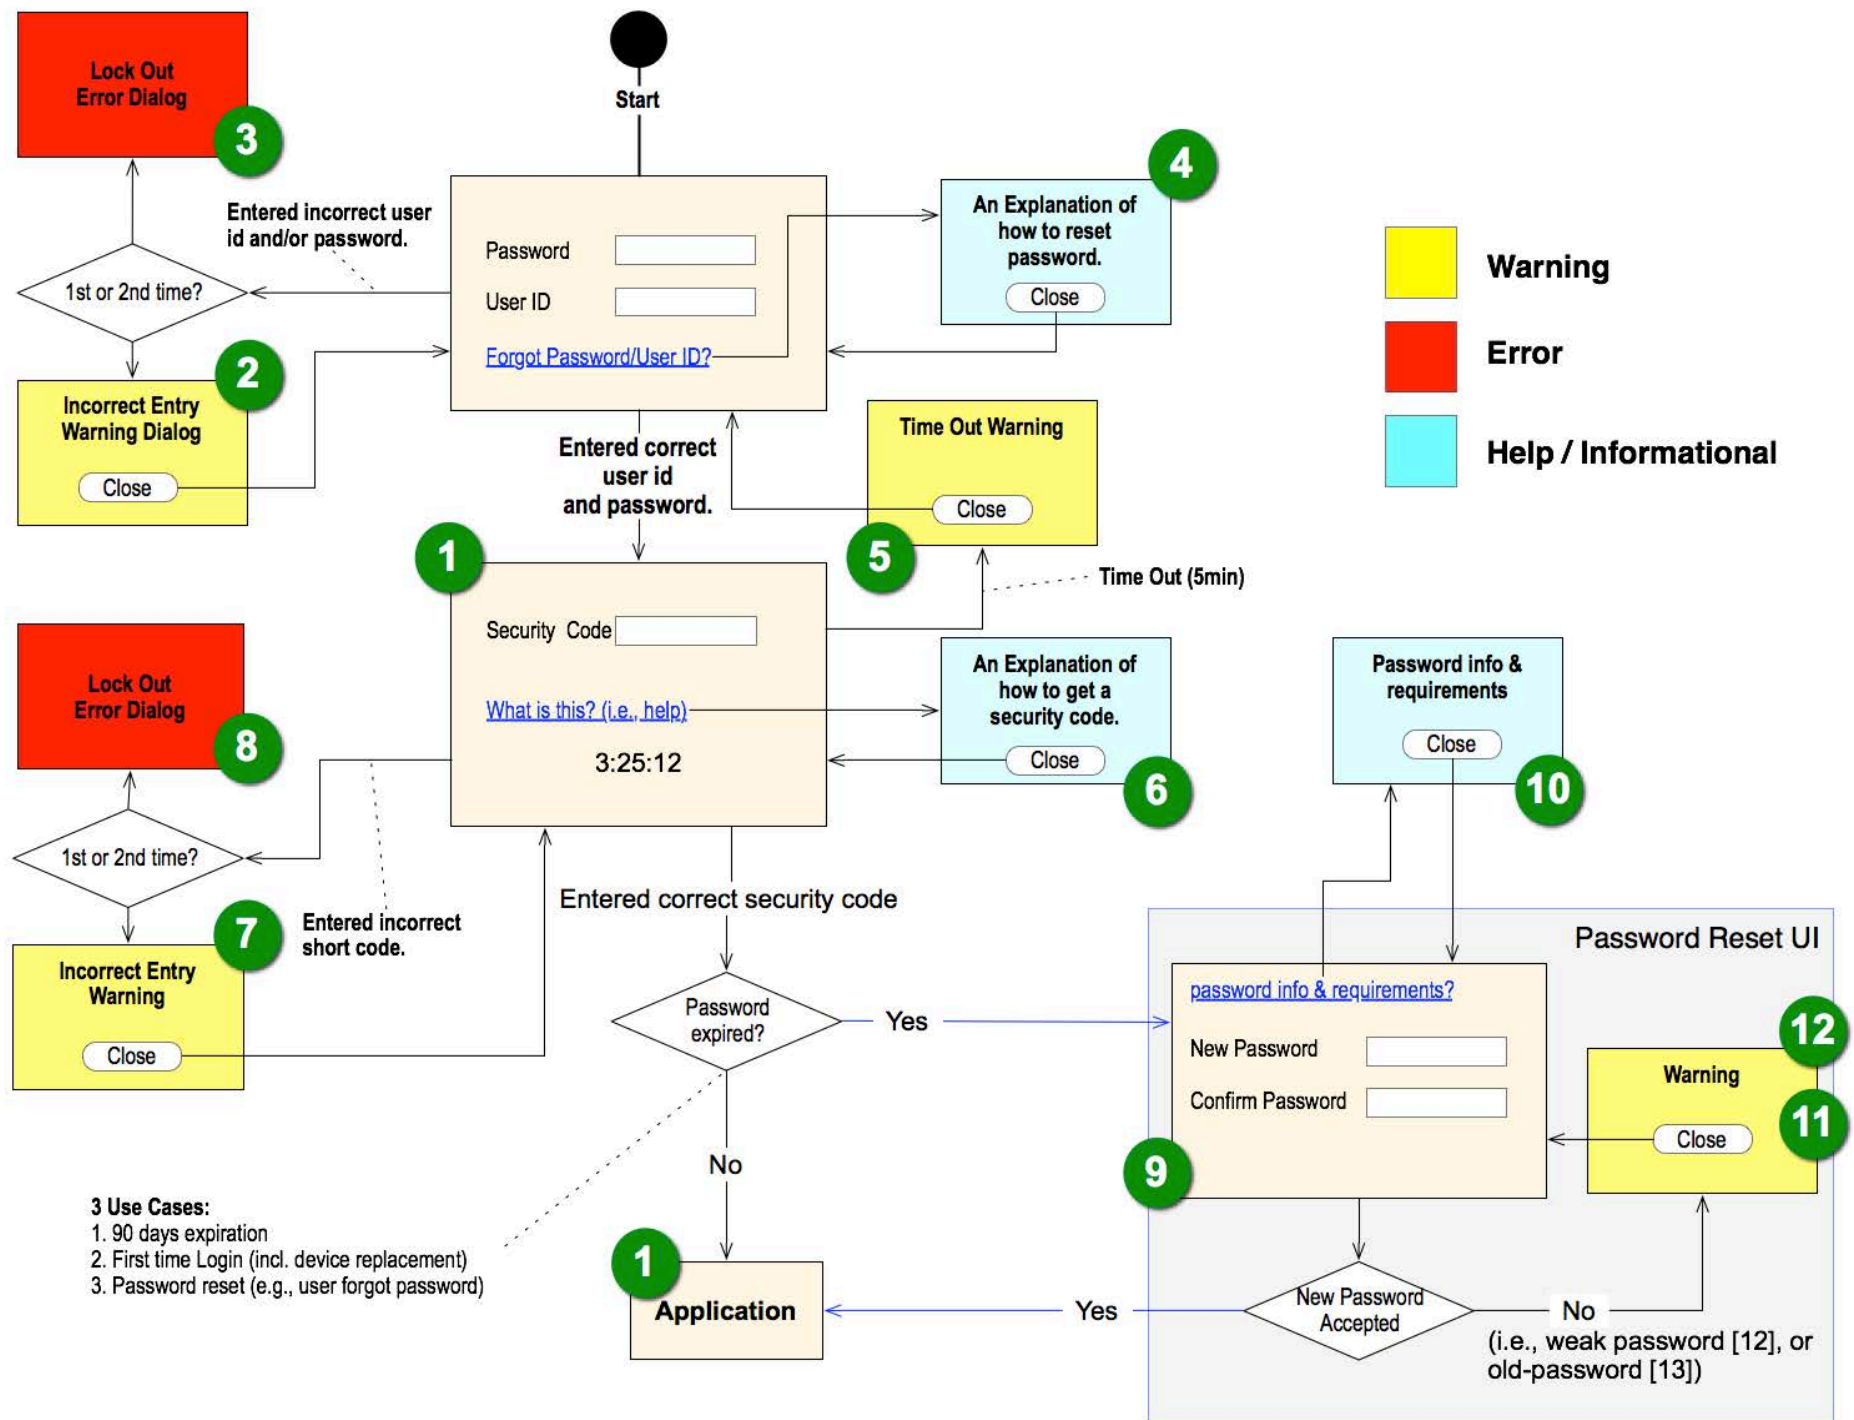 Lock Out
Error Dialog
3
Start
Entered incorrect user
id and/or password.
1st or 2nd time?
Password
User ID
Forgot Password/User ID?
4
An Explanation of
how to reset
password.
Close
Warning
Error
Help / Informational
2
Incorrect Entry
Warning Dialog
Close
Entered correct
user id
and password.
Time Out Warning
Close
5
Time Out (5min)
1
Security Code
What is this? (i.e., help)
3:25:12
An Explanation of
how to get a
security code.
Close
6
Password info &
requirements
Close
10
Lock Out
Error Dialog
8
1st or 2nd time?
Entered incorrect
short code.
7
Incorrect Entry
Warning
Close
Entered correct security code
Password
expired?
Yes
No
Password Reset UI
password info & requirements?
New Password
Confirm Password
9
12
Warning
11
Close
3 Use Cases:
1. 90 days expiration
2. First time Login (incl. device replacement)
3. Password reset (e.g., user forgot password)
1
Application
Yes
New Password
Accepted
No
(i.e., weak password [12], or
old-password [13])